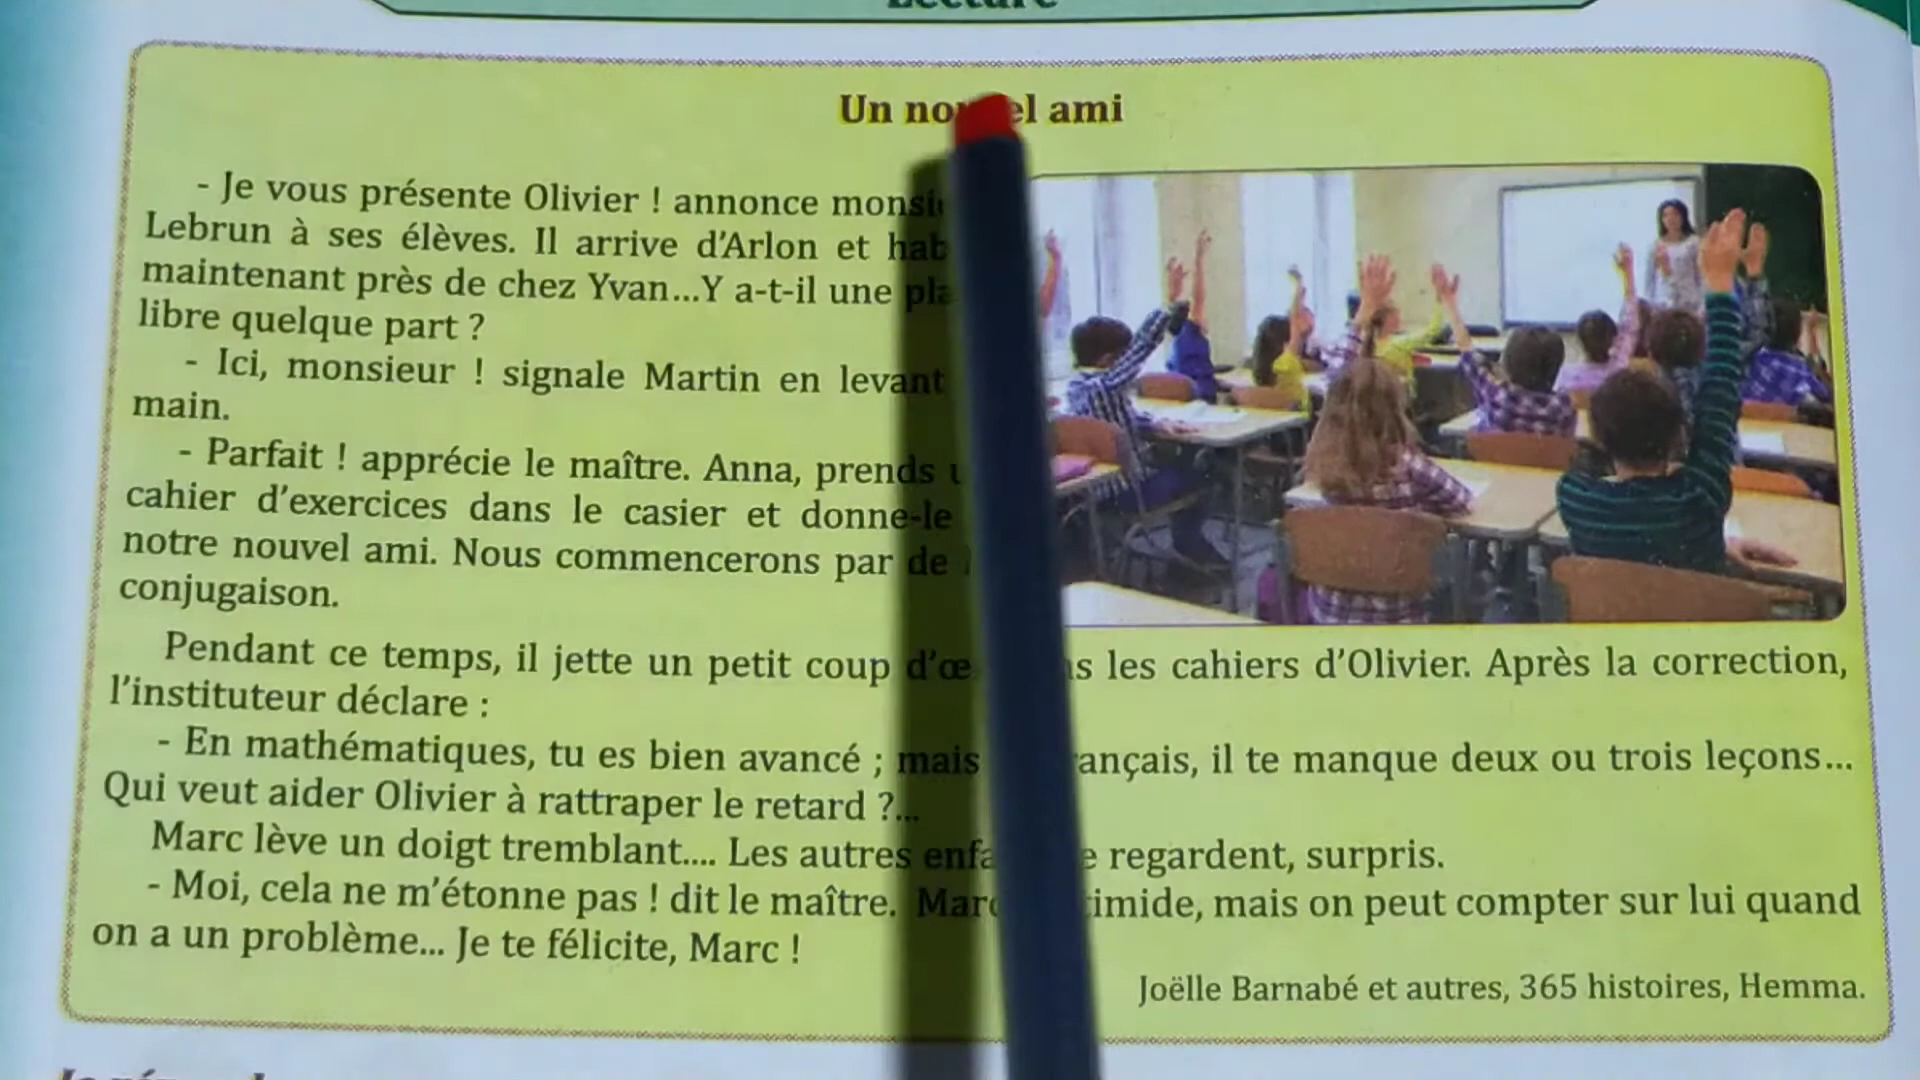 Lecture
Un nouvel ami
- Je vous présente Olivier ! annonce
Lebrun à ses élèves. Il arrive d'Arlon et
maintenant près de chez Yvan...Y a-t-il une
libre quelque part ?
- Ici, monsieur ! signale Martin en levant
main.
- Parfait ! apprécie le maître. Anna, prends
cahier d'exercices dans le casier et donne-le
notre nouvel ami. Nous commencerons par de
conjugaison.
Pendant ce temps, il jette un petit coup les cahiers d'Olivier. Après la correction,
l'instituteur déclare :
- En mathématiques, tu es bien avancé ; mais il te manque deux ou trois leçons...
Qui veut aider Olivier à rattraper le retard ?...
Marc lève un doigt tremblant.... Les autres regardent, surpris.
- Moi, cela ne m'étonne pas ! dit le maître. Marc timide, mais on peut compter sur lui quand
on a un problème... Je te félicite, Marc !
Joëlle Barnabé et autres, 365 histoires, Hemma.